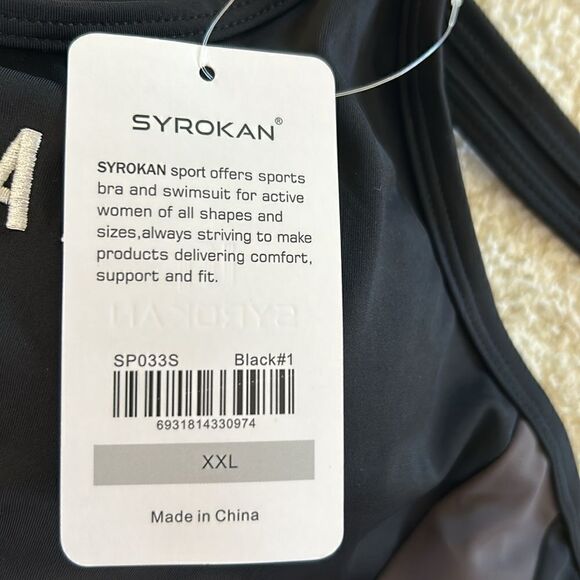 SYROKAN®
SYROKAN sport offers sports
bra and swimsuit for active
women of all shapes and
sizes,always striving to make
products delivering comfort,
support and fit.
SP033S Black#1
6931814330974
XXL
Made in China
A